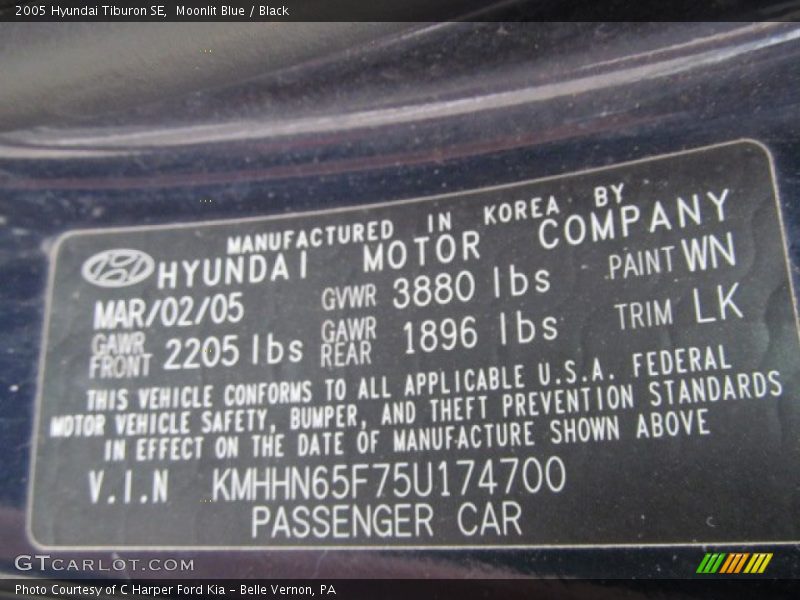 2005 Hyundai Tiburon SE, Moonlit Blue / Black
MANUFACTURED IN KOREA BY
HYUNDAI MOTOR COMPANY
MAR/02/05 GVWR 3880 lbs PAINT WN
GAWR FRONT 2205 lbs GAWR REAR 1896 lbs TRIM LK
THIS VEHICLE CONFORMS TO ALL APPLICABLE U.S.A. FEDERAL
MOTOR VEHICLE SAFETY, BUMPER, AND THEFT PREVENTION STANDARDS
IN EFFECT ON THE DATE OF MANUFACTURE SHOWN ABOVE
V.I.N KMHHN65F75U174700
PASSENGER CAR
GTCARLOT.COM
Photo Courtesy of C Harper Ford Kia - Belle Vernon, PA